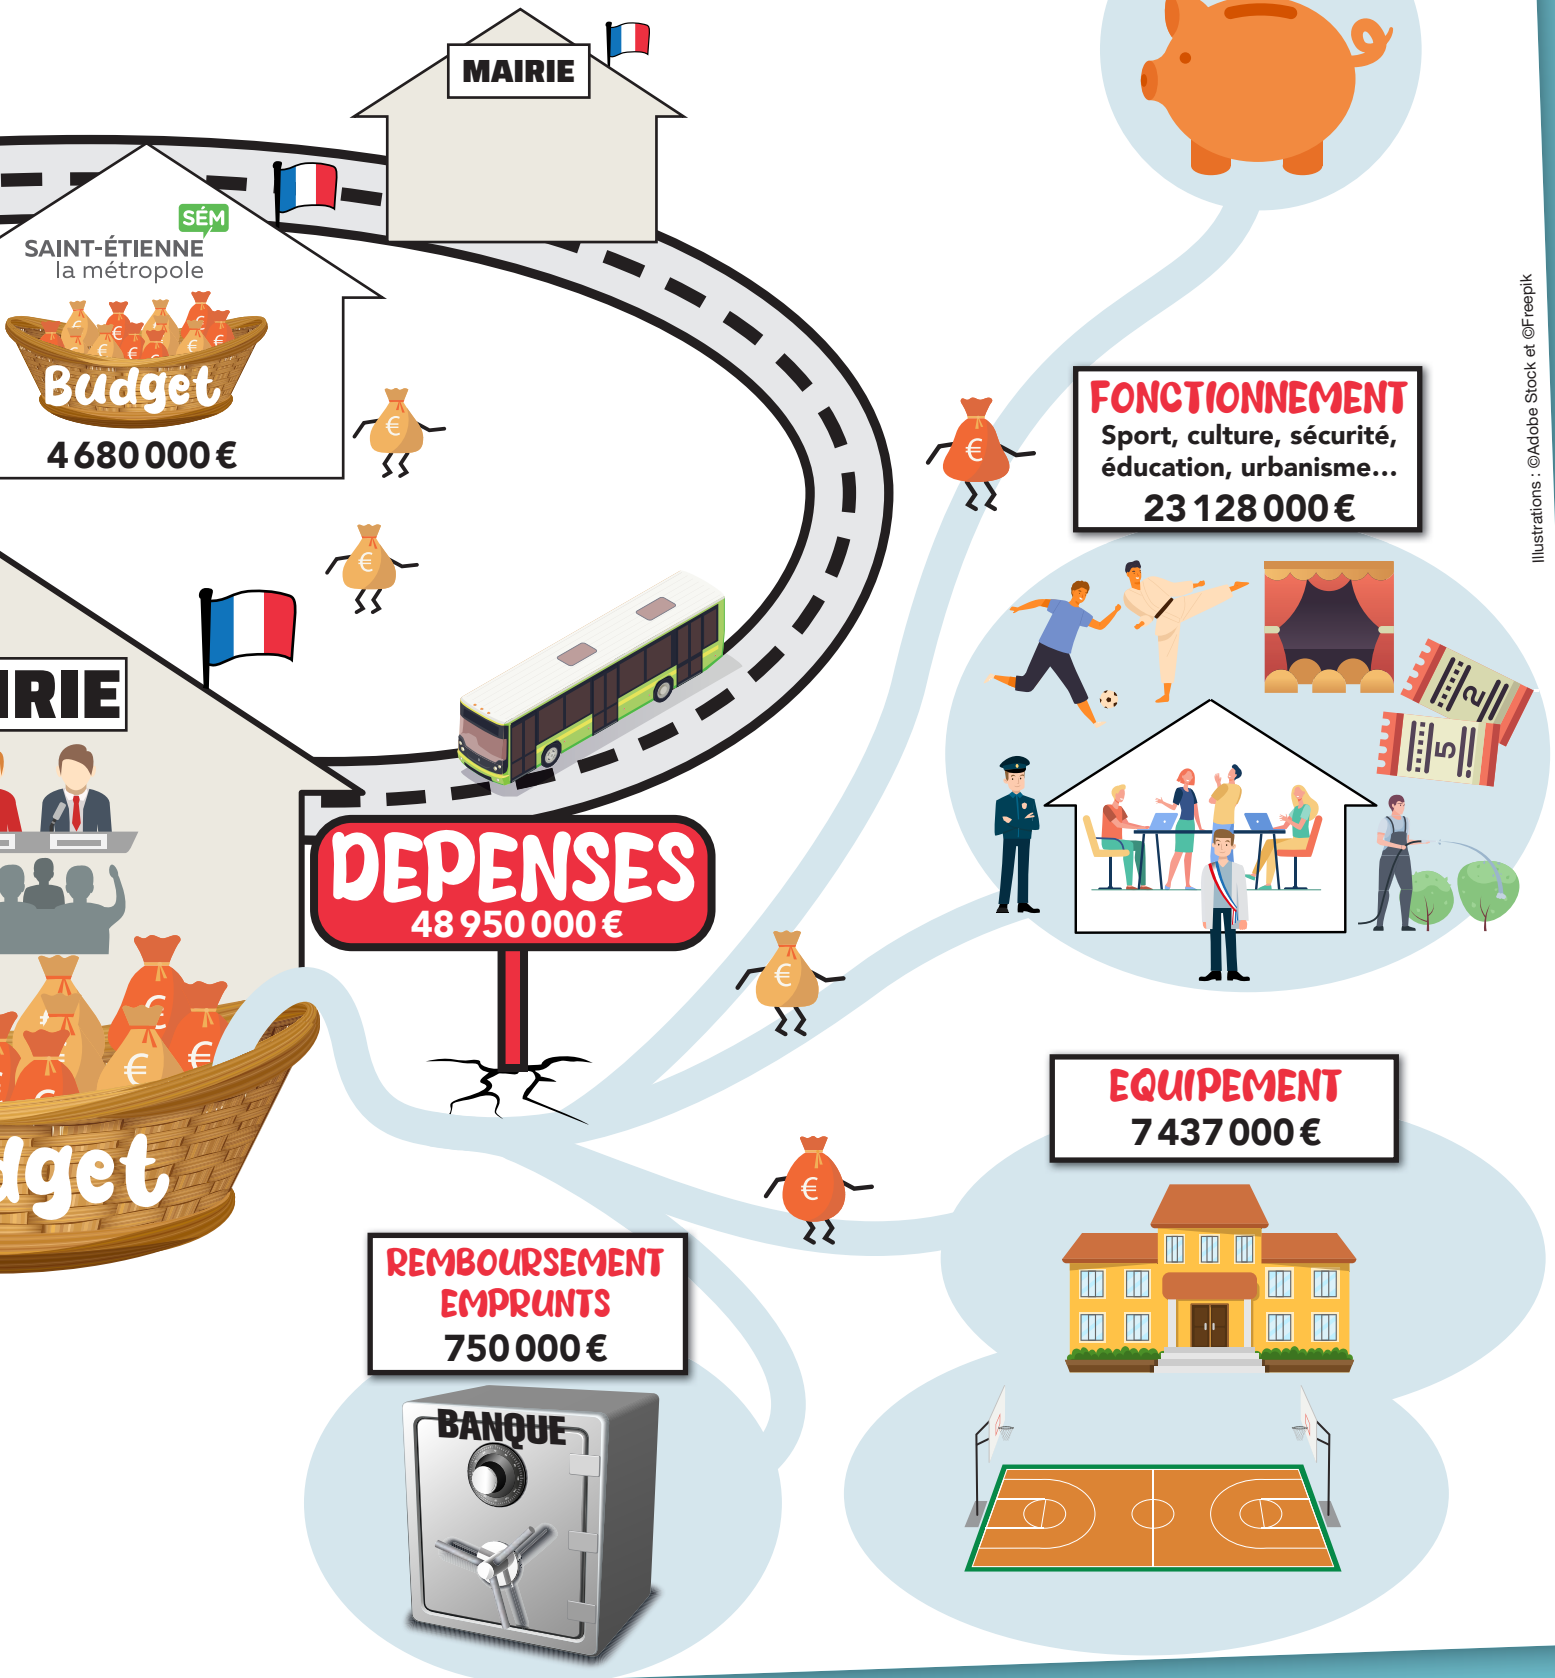 MAIRIE
SÉM
SAINT-ÉTIENNE
la métropole
€
€
€
€
€
Budget
4 680 000 €
€
€
€
FONCTIONNEMENT
Sport, culture, sécurité,
éducation, urbanisme...
23 128 000 €
Illustrations : ©Adobe Stock et ©Freepik
2
5
IRIE
DEPENSES
48 950 000 €
€
€
€
€
dget
EQUIPEMENT
7 437 000 €
€
REMBOURSEMENT
EMPRUNTS
750 000 €
BANQUE